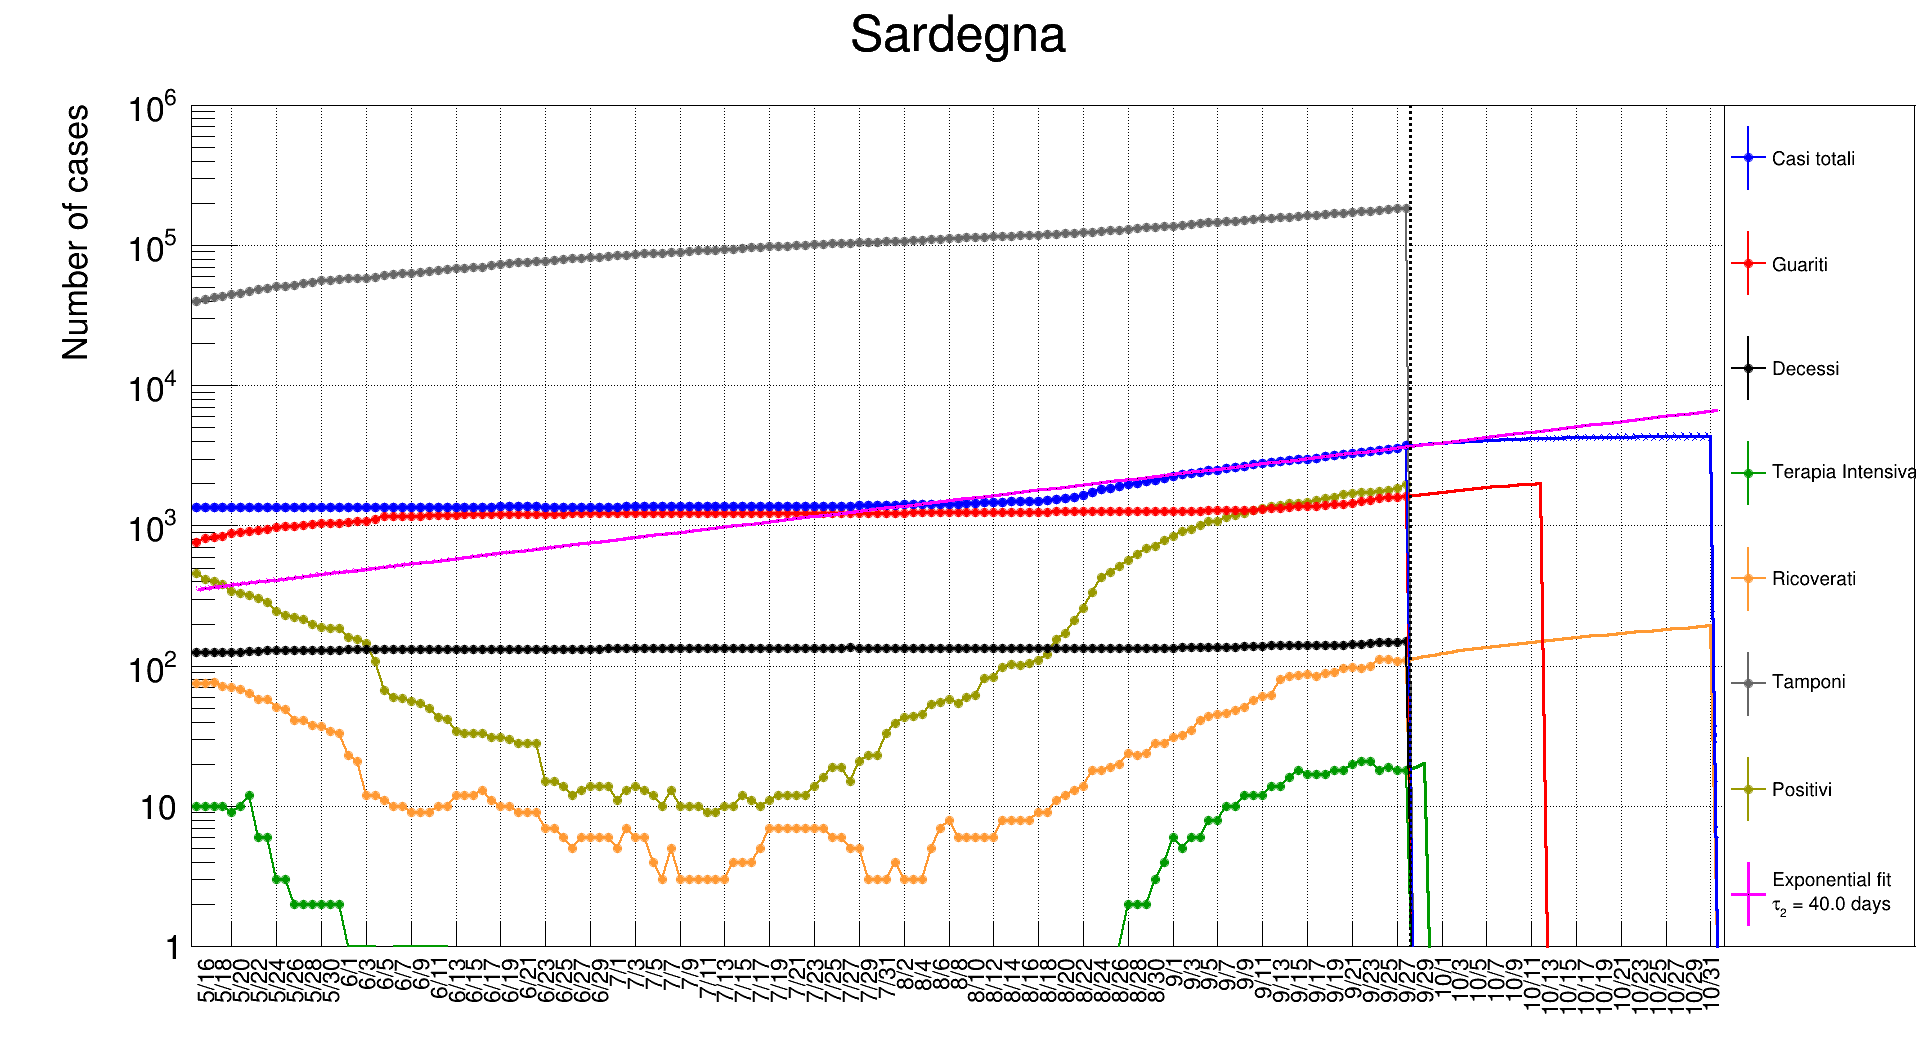 Sardegna
Number of cases
10^6
10^5
10^4
10^3
10^2
10
1
5/16 5/18 5/20 5/22 5/24 5/26 5/28 5/30 6/1 6/3 6/5 6/7 6/9 6/11 6/13 6/15 6/17 6/19 6/21 6/23 6/25 6/27 6/29 7/1 7/3 7/5 7/7 7/9 7/11 7/13 7/15 7/17 7/19 7/21 7/23 7/25 7/27 7/29 7/31 8/2 8/4 8/6 8/8 8/10 8/12 8/14 8/16 8/18 8/20 8/22 8/24 8/26 8/28 8/30 9/1 9/3 9/5 9/7 9/9 9/11 9/13 9/15 9/17 9/19 9/21 9/23 9/25 9/27 9/29 10/1 10/3 10/5 10/7 10/9 10/11 10/13 10/15 10/17 10/19 10/21 10/23 10/25 10/27 10/29 10/31
Casi totali
Guariti
Decessi
Terapia Intensiva
Ricoverati
Tamponi
Positivi
Exponential fit
τ₂ = 40.0 days